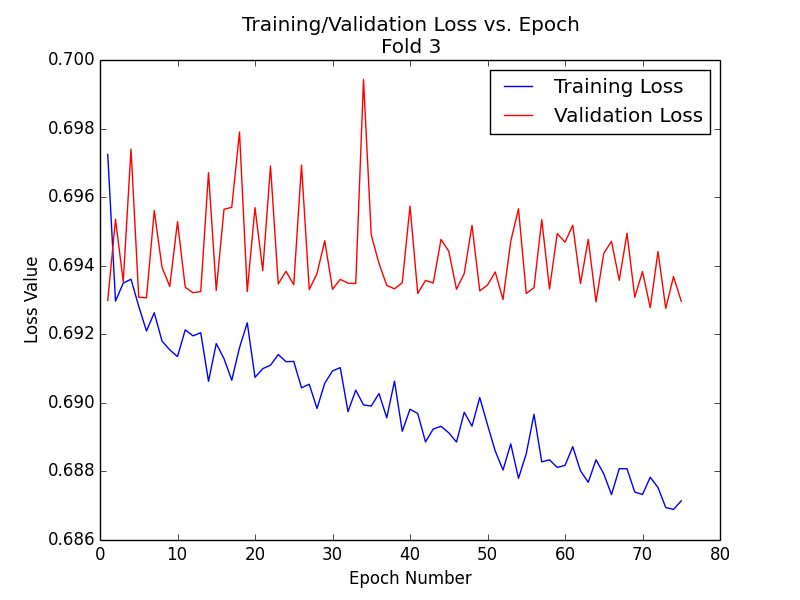 Training/Validation Loss vs. Epoch
Fold 3
Training Loss
Validation Loss
Loss Value
0.700
0.698
0.696
0.694
0.692
0.690
0.688
0.686
0 10 20 30 40 50 60 70 80
Epoch Number